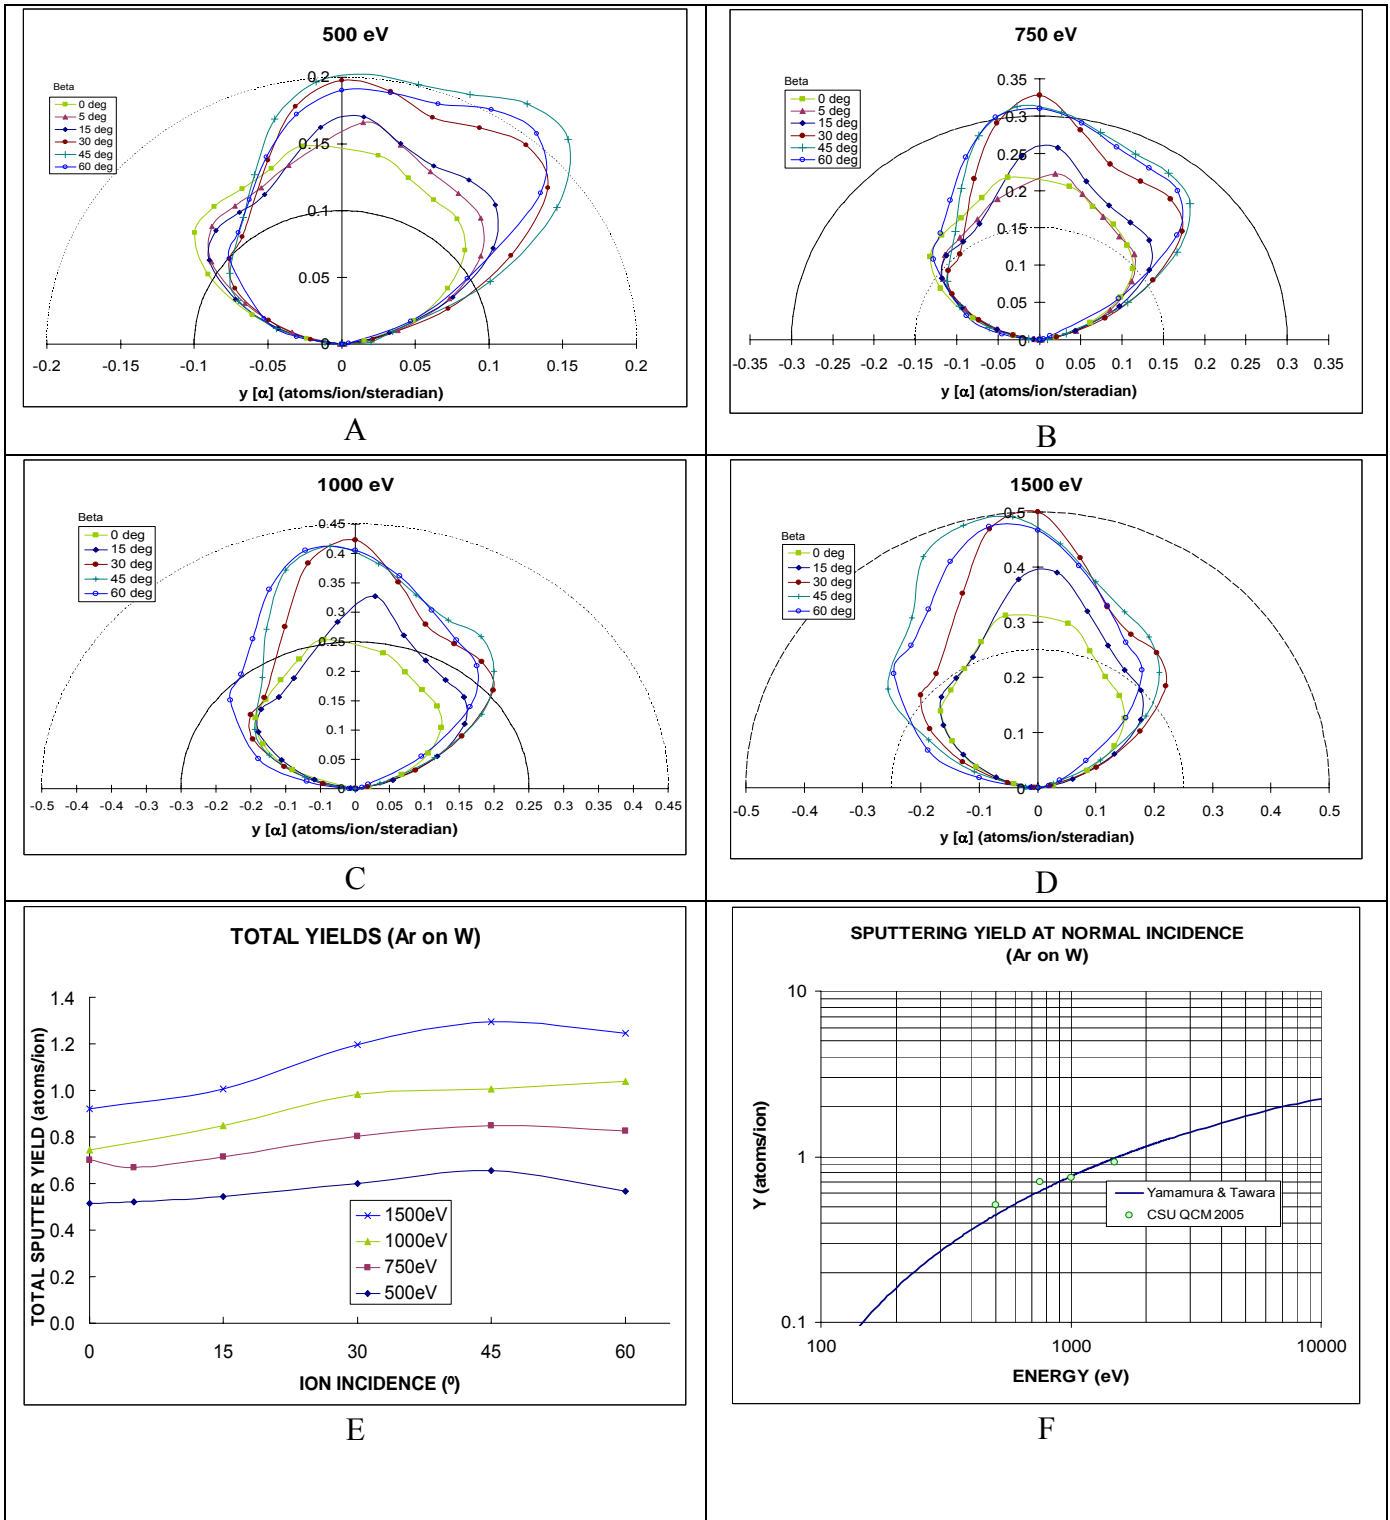 500 eV
Beta
0 deg
5 deg
15 deg
30 deg
45 deg
60 deg
0.2
0.15
0.1
0.05
0
-0.2 -0.15 -0.1 -0.05 0 0.05 0.1 0.15 0.2
y [α] (atoms/ion/steradian)
A
750 eV
Beta
0 deg
5 deg
15 deg
30 deg
45 deg
60 deg
0.35
0.3
0.25
0.2
0.15
0.1
0.05
0
-0.35 -0.3 -0.25 -0.2 -0.15 -0.1 -0.05 0 0.05 0.1 0.15 0.2 0.25 0.3 0.35
y [α] (atoms/ion/steradian)
B
1000 eV
Beta
0 deg
15 deg
30 deg
45 deg
60 deg
0.45
0.4
0.35
0.3
0.25
0.2
0.15
0.1
0.05
0
-0.5 -0.4 -0.4 -0.3 -0.3 -0.2 -0.2 -0.1 -0.1 0 0.05 0.1 0.15 0.2 0.25 0.3 0.35 0.4 0.45
y [α] (atoms/ion/steradian)
C
1500 eV
Beta
0 deg
15 deg
30 deg
45 deg
60 deg
0.5
0.4
0.3
0.2
0.1
0
-0.5 -0.4 -0.3 -0.2 -0.1 0 0.1 0.2 0.3 0.4 0.5
y [α] (atoms/ion/steradian)
D
TOTAL YIELDS (Ar on W)
TOTAL SPUTTER YIELD (atoms/ion)
1.4
1.2
1.0
0.8
0.6
0.4
0.2
0.0
1500eV
1000eV
750eV
500eV
0 15 30 45 60
ION INCIDENCE (º)
E
SPUTTERING YIELD AT NORMAL INCIDENCE
(Ar on W)
Y (atoms/ion)
10
1
0.1
Yamamura & Tawara
CSU QCM 2005
100 1000 10000
ENERGY (eV)
F